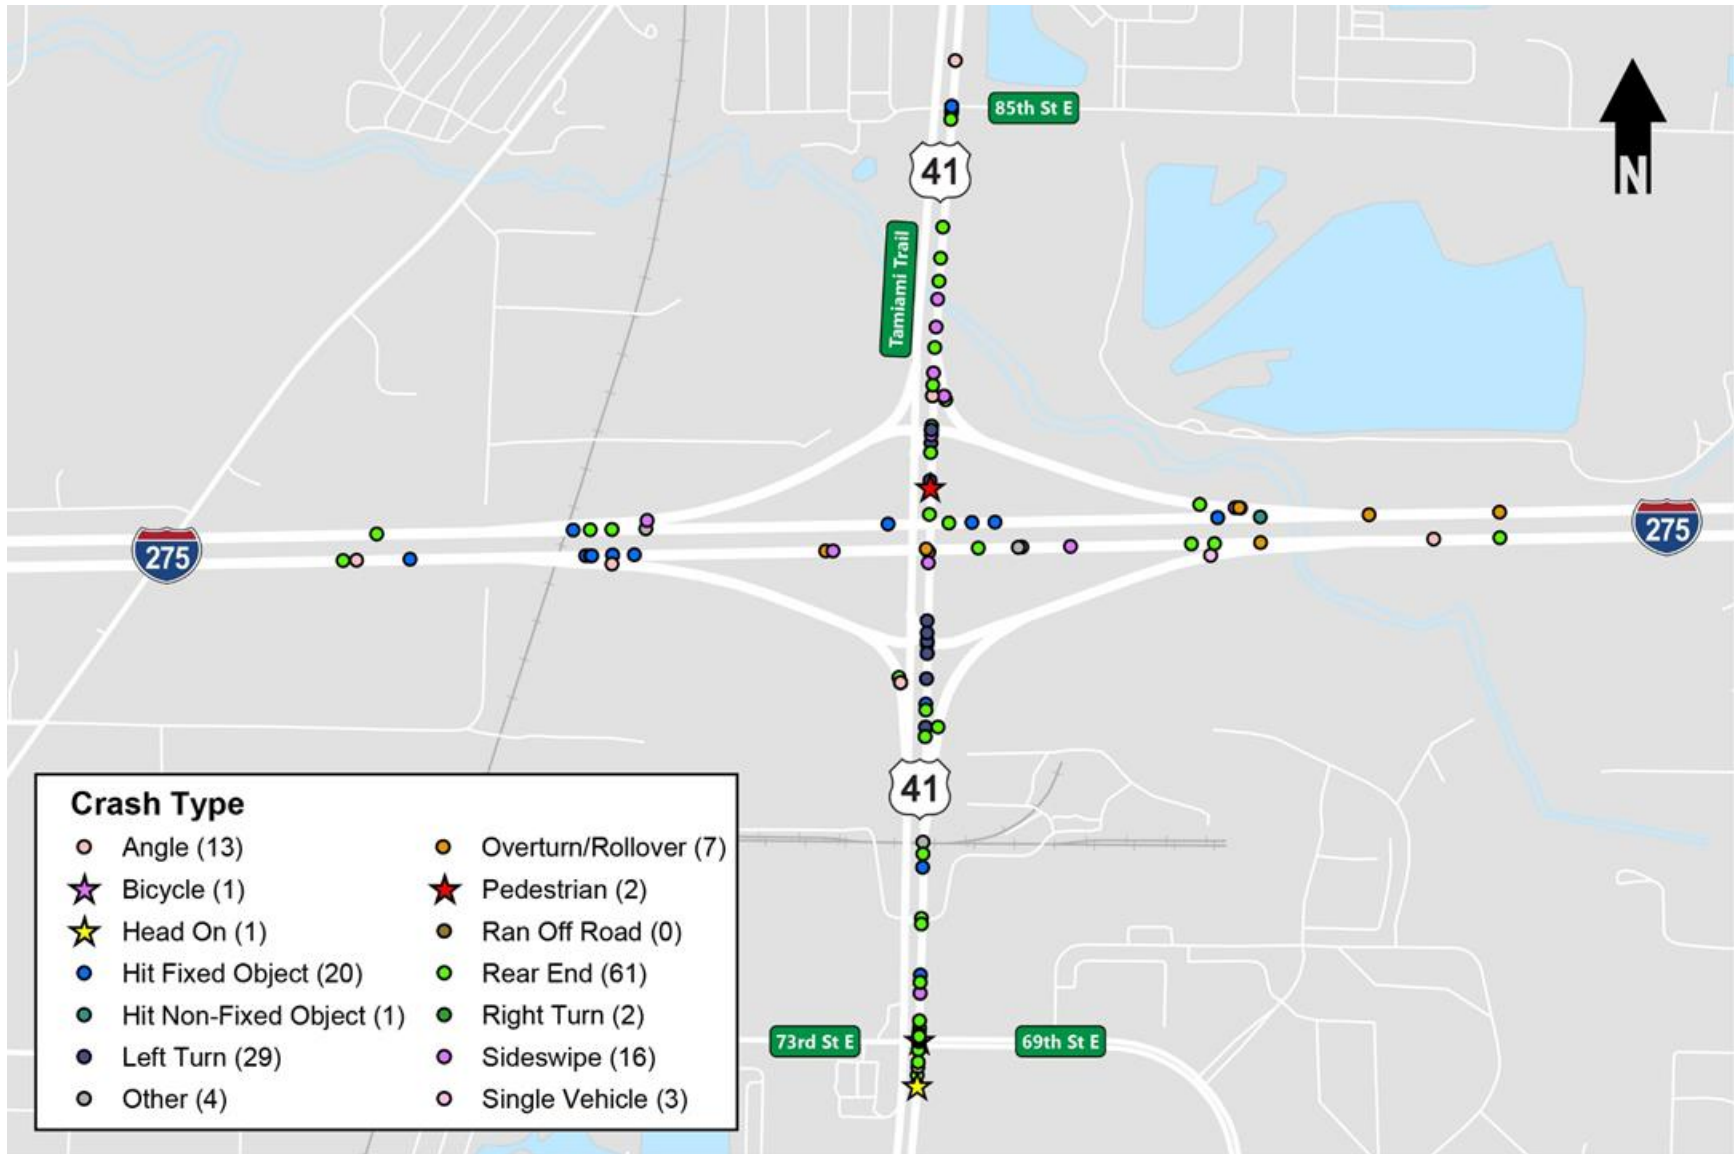 85th St E
N
41
Tamiami Trail
275
275
41
Crash Type
Angle (13)
Bicycle (1)
Head On (1)
Hit Fixed Object (20)
Hit Non-Fixed Object (1)
Left Turn (29)
Other (4)
Overturn/Rollover (7)
Pedestrian (2)
Ran Off Road (0)
Rear End (61)
Right Turn (2)
Sideswipe (16)
Single Vehicle (3)
73rd St E
69th St E